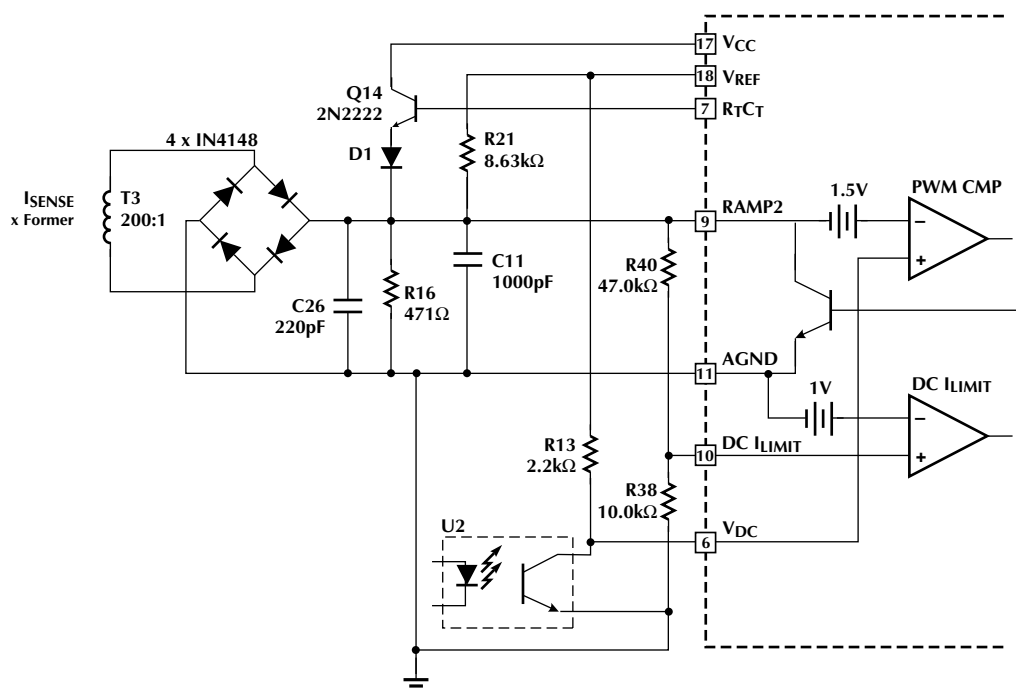 17 VCC
18 VREF
7 RTCT
Q14
2N2222
4 x IN4148
R21
8.63kΩ
D1
ISENSE
x Former
T3
200:1
1.5V
PWM CMP
9 RAMP2
−
+
C11
1000pF
R40
47.0kΩ
R16
471Ω
C26
220pF
11 AGND
1V
DC ILIMIT
−
+
R13
2.2kΩ
10 DC ILIMIT
R38
10.0kΩ
U2
6 VDC